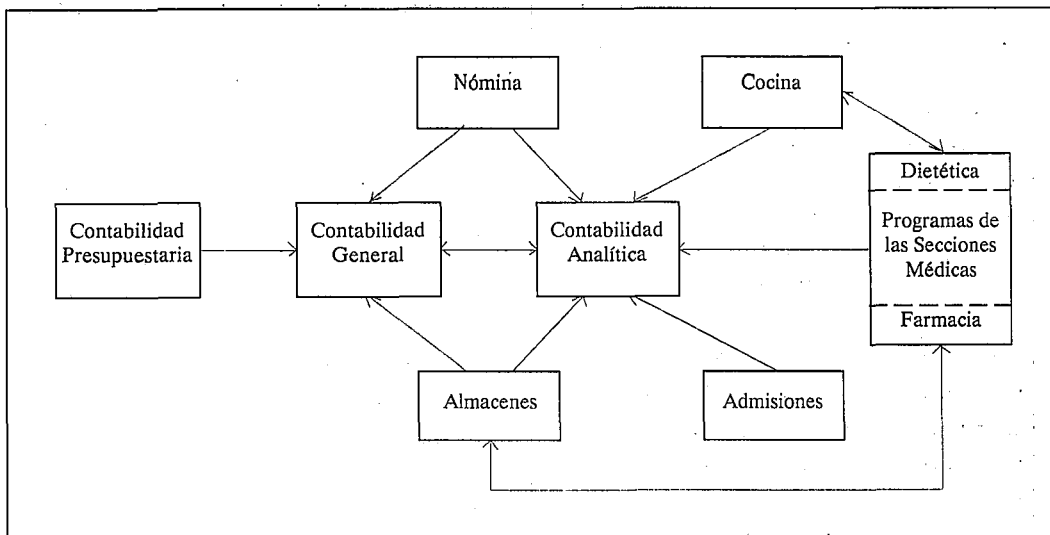 Nómina
Cocina
Dietética
Contabilidad
Presupuestaria
Contabilidad
General
Contabilidad
Analítica
Programas de
las Secciones
Médicas
Farmacia
Almacenes
Admisiones